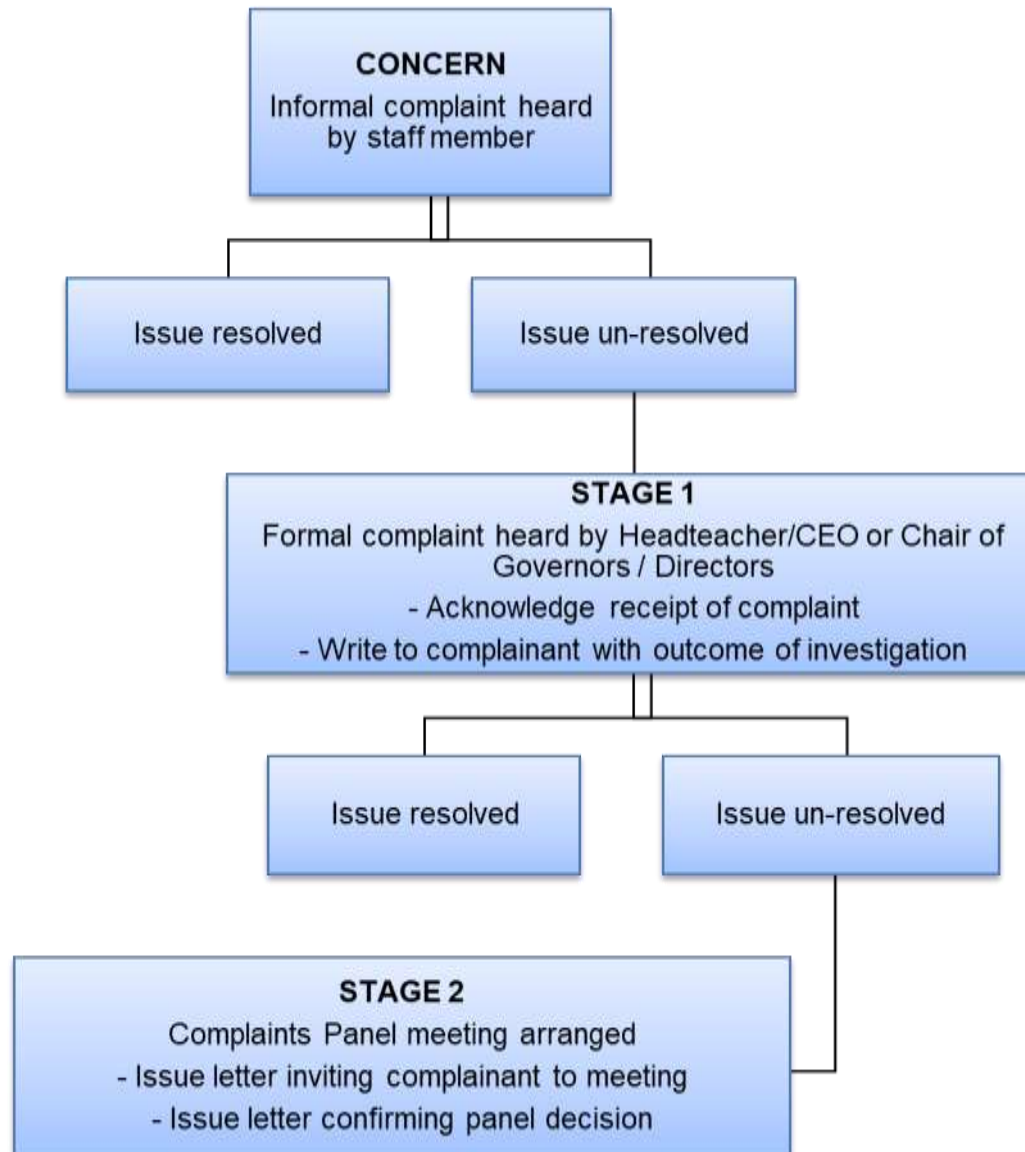 CONCERN
Informal complaint heard
by staff member
Issue resolved
Issue un-resolved
STAGE 1
Formal complaint heard by Headteacher/CEO or Chair of
Governors / Directors
- Acknowledge receipt of complaint
- Write to complainant with outcome of investigation
Issue resolved
Issue un-resolved
STAGE 2
Complaints Panel meeting arranged
- Issue letter inviting complainant to meeting
- Issue letter confirming panel decision